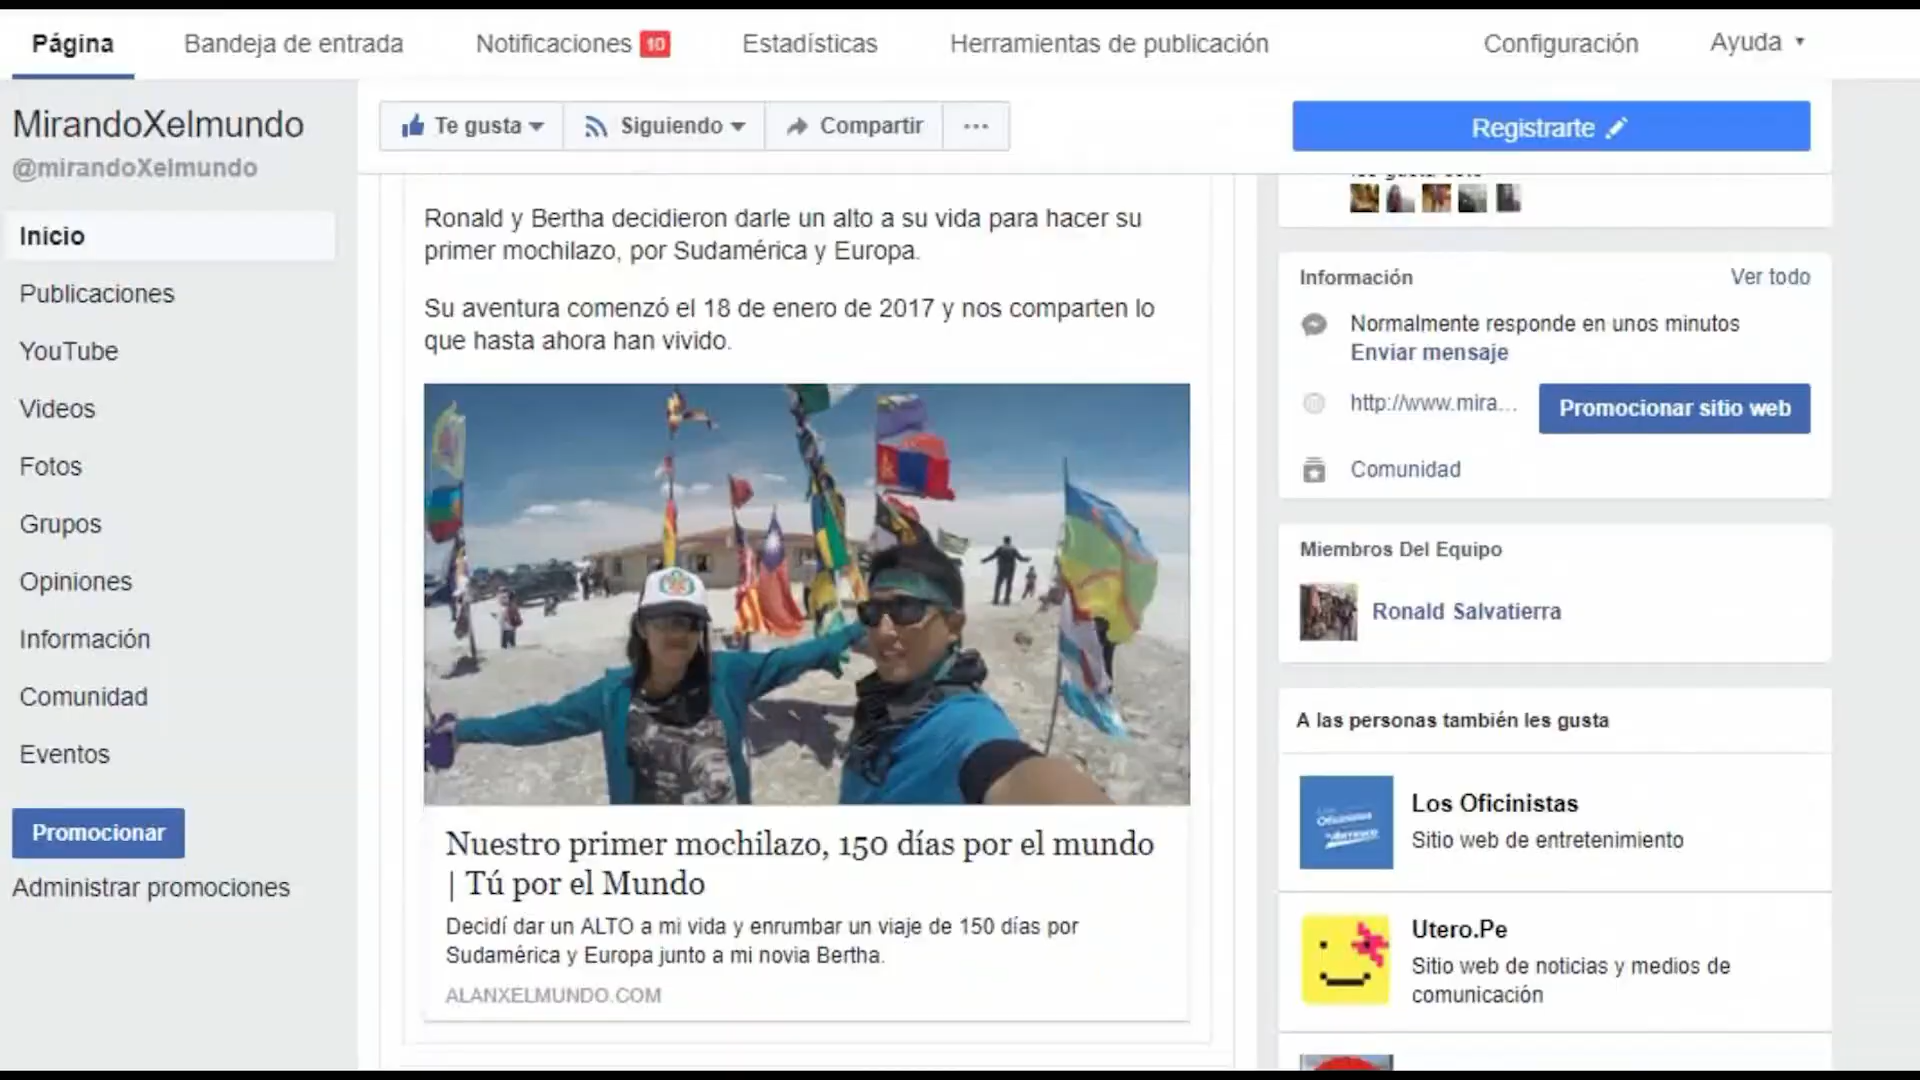 Página
Bandeja de entrada
Notificaciones 10
Estadísticas
Herramientas de publicación
Configuración
Ayuda
MirandoXelmundo
@mirandoXelmundo
Inicio
Publicaciones
YouTube
Videos
Fotos
Grupos
Opiniones
Información
Comunidad
Eventos
Promocionar
Administrar promociones
Te gusta
Siguiendo
Compartir
...
Registrarte
Ronald y Bertha decidieron darle un alto a su vida para hacer su
primer mochilazo, por Sudamérica y Europa.
Su aventura comenzó el 18 de enero de 2017 y nos comparten lo
que hasta ahora han vivido.
Nuestro primer mochilazo, 150 días por el mundo
| Tú por el Mundo
Decidí dar un ALTO a mi vida y enrumbar un viaje de 150 días por
Sudamérica y Europa junto a mi novia Bertha.
ALANXELMUNDO.COM
Información
Ver todo
Normalmente responde en unos minutos
Enviar mensaje
http://www.mira...
Promocionar sitio web
Comunidad
Miembros Del Equipo
Ronald Salvatierra
A las personas también les gusta
Los Oficinistas
Sitio web de entretenimiento
Utero.Pe
Sitio web de noticias y medios de
comunicación